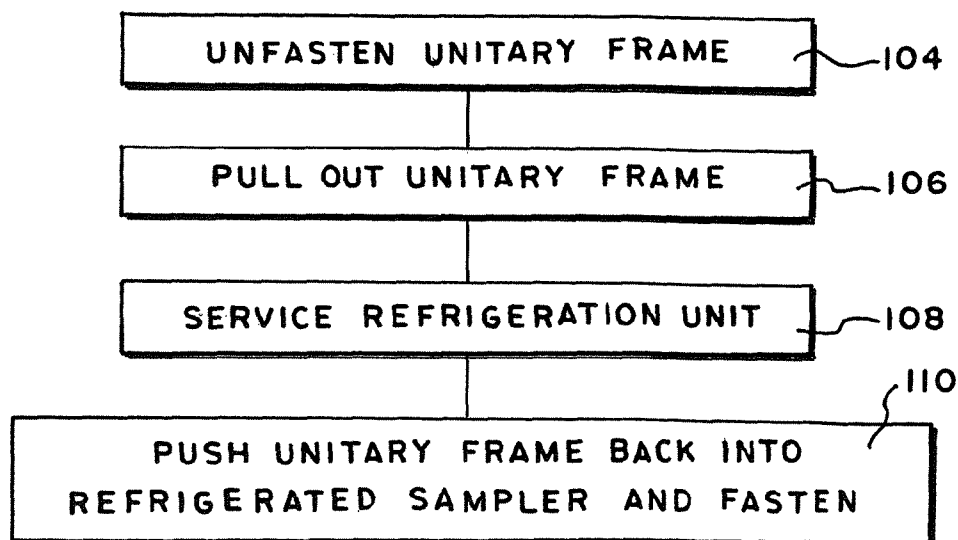 UNFASTEN UNITARY FRAME
104
PULL OUT UNITARY FRAME
106
SERVICE REFRIGERATION UNIT
108
110
PUSH UNITARY FRAME BACK INTO
REFRIGERATED SAMPLER AND FASTEN